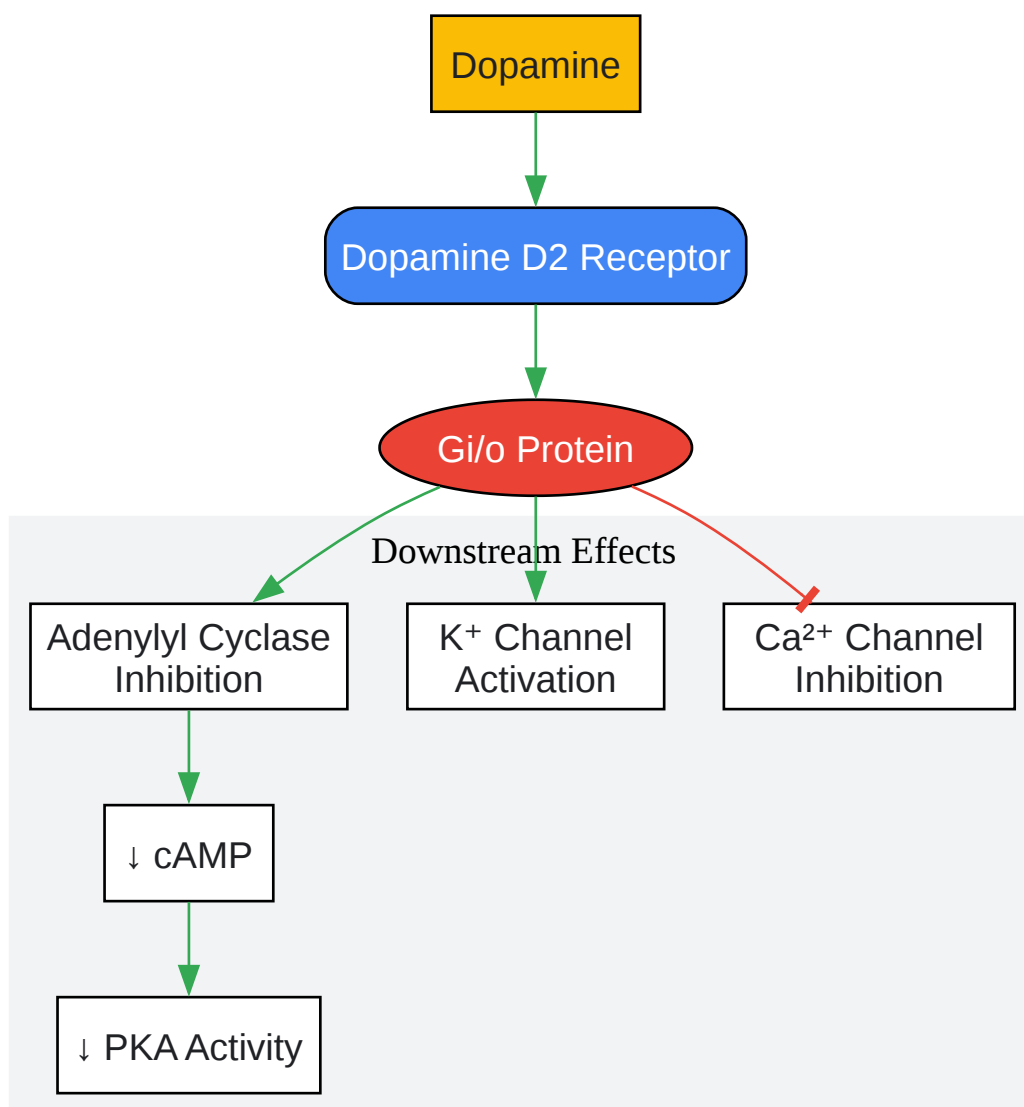 Dopamine
Dopamine D2 Receptor
Gi/o Protein
Downstream Effects
Adenylyl Cyclase
Inhibition
K⁺ Channel
Activation
Ca²⁺ Channel
Inhibition
↓ cAMP
↓ PKA Activity